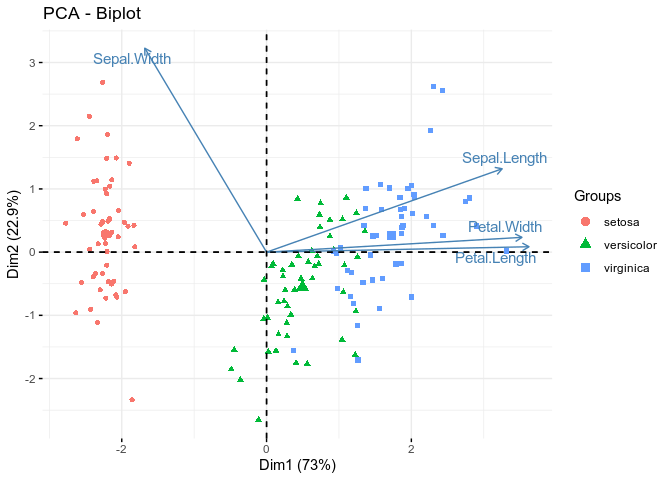 PCA - Biplot
Sepal.Width
Sepal.Length
Petal.Width
Petal.Length
3
2
1
0
-1
-2
Dim2 (22.9%)
-2
0
2
Dim1 (73%)
Groups
setosa
versicolor
virginica